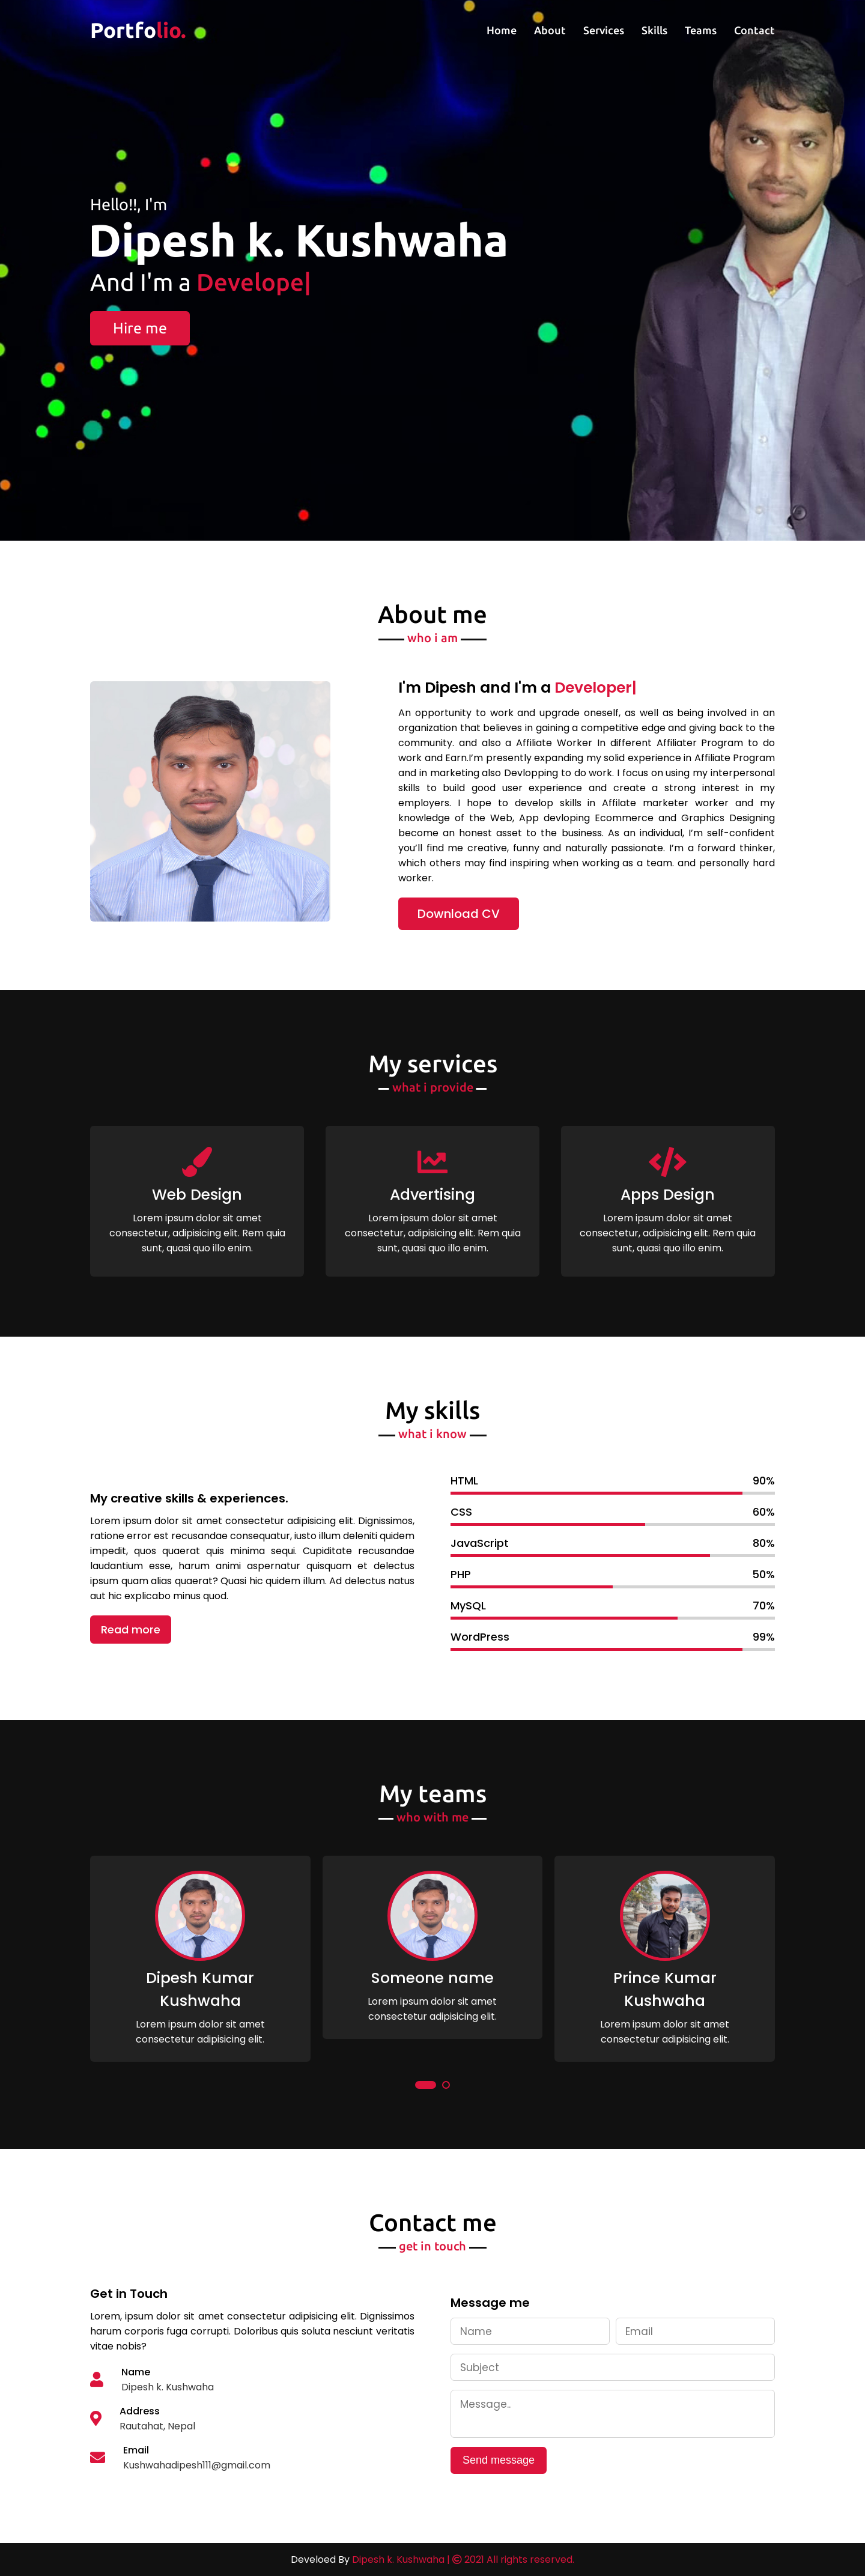 Portfolio.
Home About Services Skills Teams Contact
Hello!!, I'm
Dipesh k. Kushwaha
And I'm a Develope|
Hire me
About me
who i am
I'm Dipesh and I'm a Developer|
An opportunity to work and upgrade oneself, as well as being involved in an
organization that believes in gaining a competitive edge and giving back to the
community. and also a Affiliate Worker In different Affiliater Program to do
work and Earn.I'm presently expanding my solid experience in Affiliate Program
and in marketing also Devlopping to do work. I focus on using my interpersonal
skills to build good user experience and create a strong interest in my
employers. I hope to develop skills in Affilate marketer worker and my
knowledge of the Web, App devloping Ecommerce and Graphics Designing
become an honest asset to the business. As an individual, I'm self-confident
you'll find me creative, funny and naturally passionate. I'm a forward thinker,
which others may find inspiring when working as a team. and personally hard
worker.
Download CV
My services
what i provide
Web Design
Lorem ipsum dolor sit amet
consectetur, adipisicing elit. Rem quia
sunt, quasi quo illo enim.
Advertising
Lorem ipsum dolor sit amet
consectetur, adipisicing elit. Rem quia
sunt, quasi quo illo enim.
Apps Design
Lorem ipsum dolor sit amet
consectetur, adipisicing elit. Rem quia
sunt, quasi quo illo enim.
My skills
what i know
My creative skills & experiences.
Lorem ipsum dolor sit amet consectetur adipisicing elit. Dignissimos,
ratione error est recusandae consequatur, iusto illum deleniti quidem
impedit, quos quaerat quis minima sequi. Cupiditate recusandae
laudantium esse, harum animi aspernatur quisquam et delectus
ipsum quam alias quaerat? Quasi hic quidem illum. Ad delectus natus
aut hic explicabo minus quod.
Read more
HTML 90%
CSS 60%
JavaScript 80%
PHP 50%
MySQL 70%
WordPress 99%
My teams
who with me
Dipesh Kumar
Kushwaha
Lorem ipsum dolor sit amet
consectetur adipisicing elit.
Someone name
Lorem ipsum dolor sit amet
consectetur adipisicing elit.
Prince Kumar
Kushwaha
Lorem ipsum dolor sit amet
consectetur adipisicing elit.
Contact me
get in touch
Get in Touch
Lorem, ipsum dolor sit amet consectetur adipisicing elit. Dignissimos
harum corporis fuga corrupti. Doloribus quis soluta nesciunt veritatis
vitae nobis?
Name
Dipesh k. Kushwaha
Address
Rautahat, Nepal
Email
Kushwahadipesh111@gmail.com
Message me
Name Email
Subject
Message..
Send message
Develoed By Dipesh k. Kushwaha | © 2021 All rights reserved.